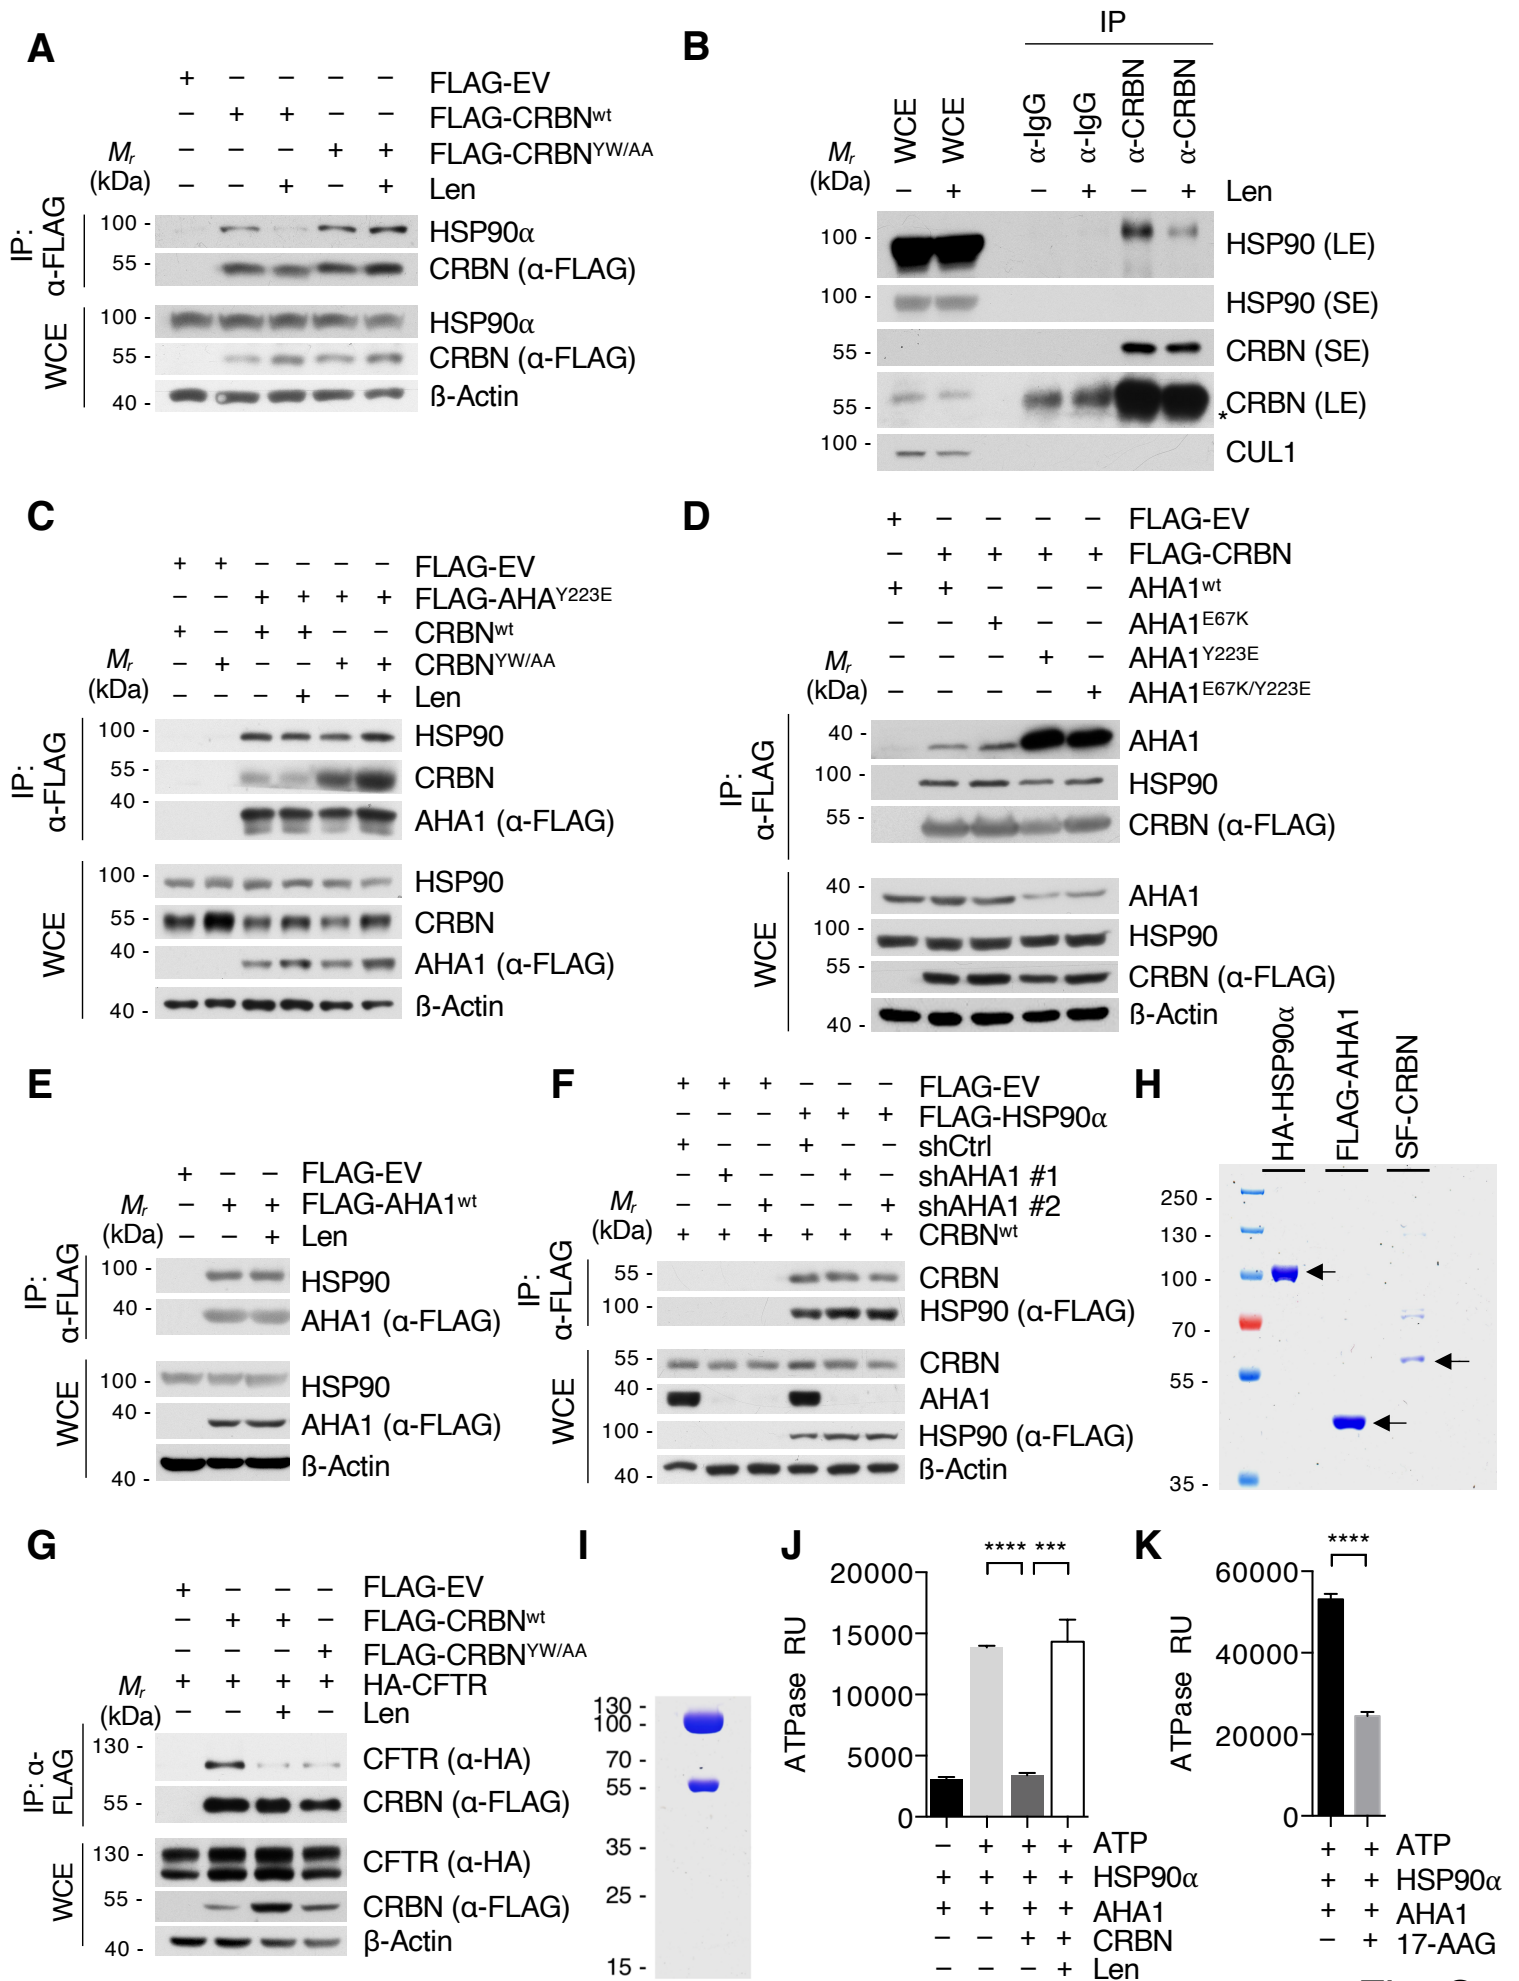 A
+ – – – – FLAG-EV
– + + – – FLAG-CRBNwt
– – – + + FLAG-CRBNYW/AA
– – + – + Len
Mr
(kDa)
IP:
α-FLAG
100 - HSP90α
55 - CRBN (α-FLAG)
WCE
100 - HSP90α
55 - CRBN (α-FLAG)
40 - ß-Actin
B
IP
WCE WCE α-IgG α-IgG α-CRBN α-CRBN
Mr
(kDa)
– + – + – + Len
100 - HSP90 (LE)
100 - HSP90 (SE)
55 - CRBN (SE)
55 - *CRBN (LE)
100 - CUL1
C
+ + – – – – FLAG-EV
– – + + + + FLAG-AHAY223E
+ – + + – – CRBNwt
– + – – + + CRBNYW/AA
– – – + – + Len
Mr
(kDa)
IP:
α-FLAG
100 - HSP90
55 - CRBN
40 - AHA1 (α-FLAG)
WCE
100 - HSP90
55 - CRBN
40 - AHA1 (α-FLAG)
40 - ß-Actin
D
+ – – – – FLAG-EV
– + + + + FLAG-CRBN
+ + – – – AHA1wt
– – + – – AHA1E67K
– – – + – AHA1Y223E
– – – – + AHA1E67K/Y223E
Mr
(kDa)
IP:
α-FLAG
40 - AHA1
100 - HSP90
55 - CRBN (α-FLAG)
WCE
40 - AHA1
100 - HSP90
55 - CRBN (α-FLAG)
40 - ß-Actin
E
+ – – FLAG-EV
– + + FLAG-AHA1wt
– – + Len
Mr
(kDa)
IP:
α-FLAG
100 - HSP90
40 - AHA1 (α-FLAG)
WCE
100 - HSP90
40 - AHA1 (α-FLAG)
40 - ß-Actin
F
+ + + – – – FLAG-EV
– – – + + + FLAG-HSP90α
+ – – + – – shCtrl
– + – – + – shAHA1 #1
– – + – – + shAHA1 #2
+ + + + + + CRBNwt
Mr
(kDa)
IP:
α-FLAG
55 - CRBN
100 - HSP90 (α-FLAG)
WCE
55 - CRBN
40 - AHA1
100 - HSP90 (α-FLAG)
40 - ß-Actin
H
HA-HSP90α FLAG-AHA1 SF-CRBN
250 -
130 -
100 -
70 -
55 -
35 -
G
+ – – – FLAG-EV
– + + – FLAG-CRBNwt
– – – + FLAG-CRBNYW/AA
+ + + + HA-CFTR
– – + – Len
Mr
(kDa)
IP: α-
FLAG
130 - CFTR (α-HA)
55 - CRBN (α-FLAG)
WCE
130 - CFTR (α-HA)
55 - CRBN (α-FLAG)
40 - β-Actin
I
130 -
100 -
70 -
55 -
35 -
25 -
15 -
J
**** ***
ATPase RU
20000
15000
10000
5000
0
– + + + ATP
+ + + + HSP90α
+ + + + AHA1
– – + + CRBN
– – – + Len
K
****
ATPase RU
60000
40000
20000
0
+ + ATP
+ + HSP90α
+ + AHA1
– + 17-AAG